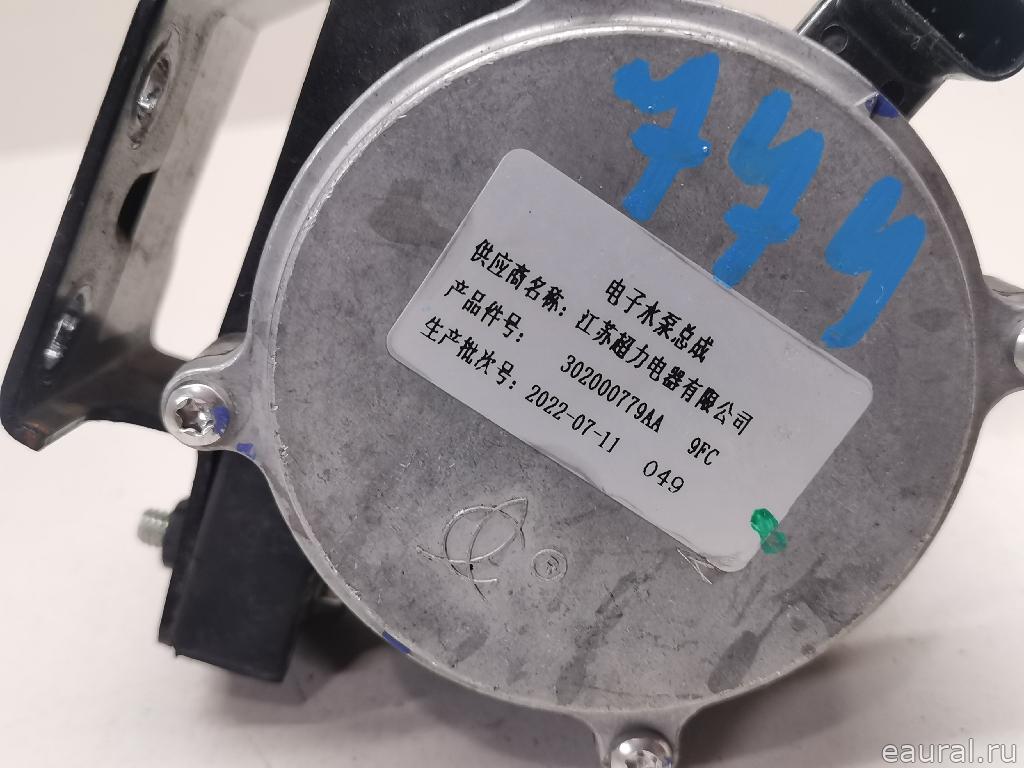 779
电子水泵总成
供应商名称：江苏超力电器有限公司
产品件号： 302000779AA 9FC
生产批次号：2022-07-11 049
®
eaural.ru